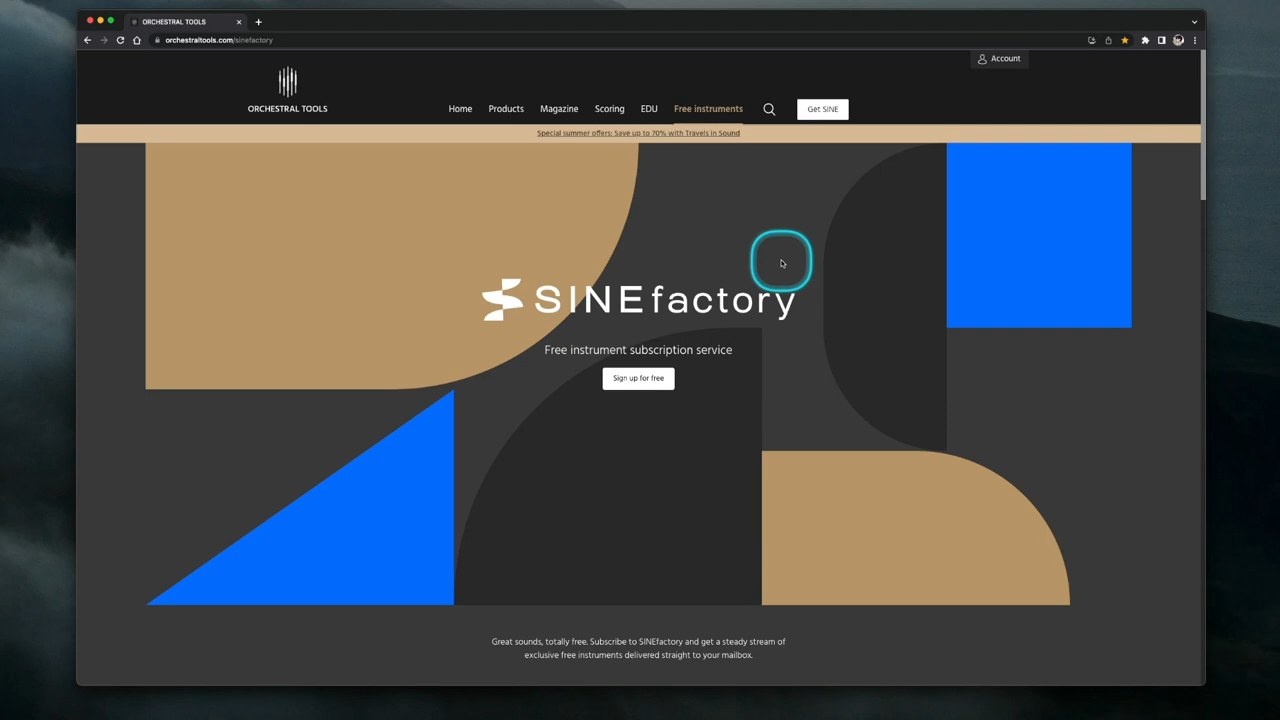 ORCHESTRAL TOOLS
orchestraltools.com/sinefactory
Account
ORCHESTRAL TOOLS
Home Products Magazine Scoring EDU Free instruments Get SINE
Special summer offers: Save up to 70% with Travels in Sound
SINEfactory
Free instrument subscription service
Sign up for free
Great sounds, totally free. Subscribe to SINEfactory and get a steady stream of
exclusive free instruments delivered straight to your mailbox.